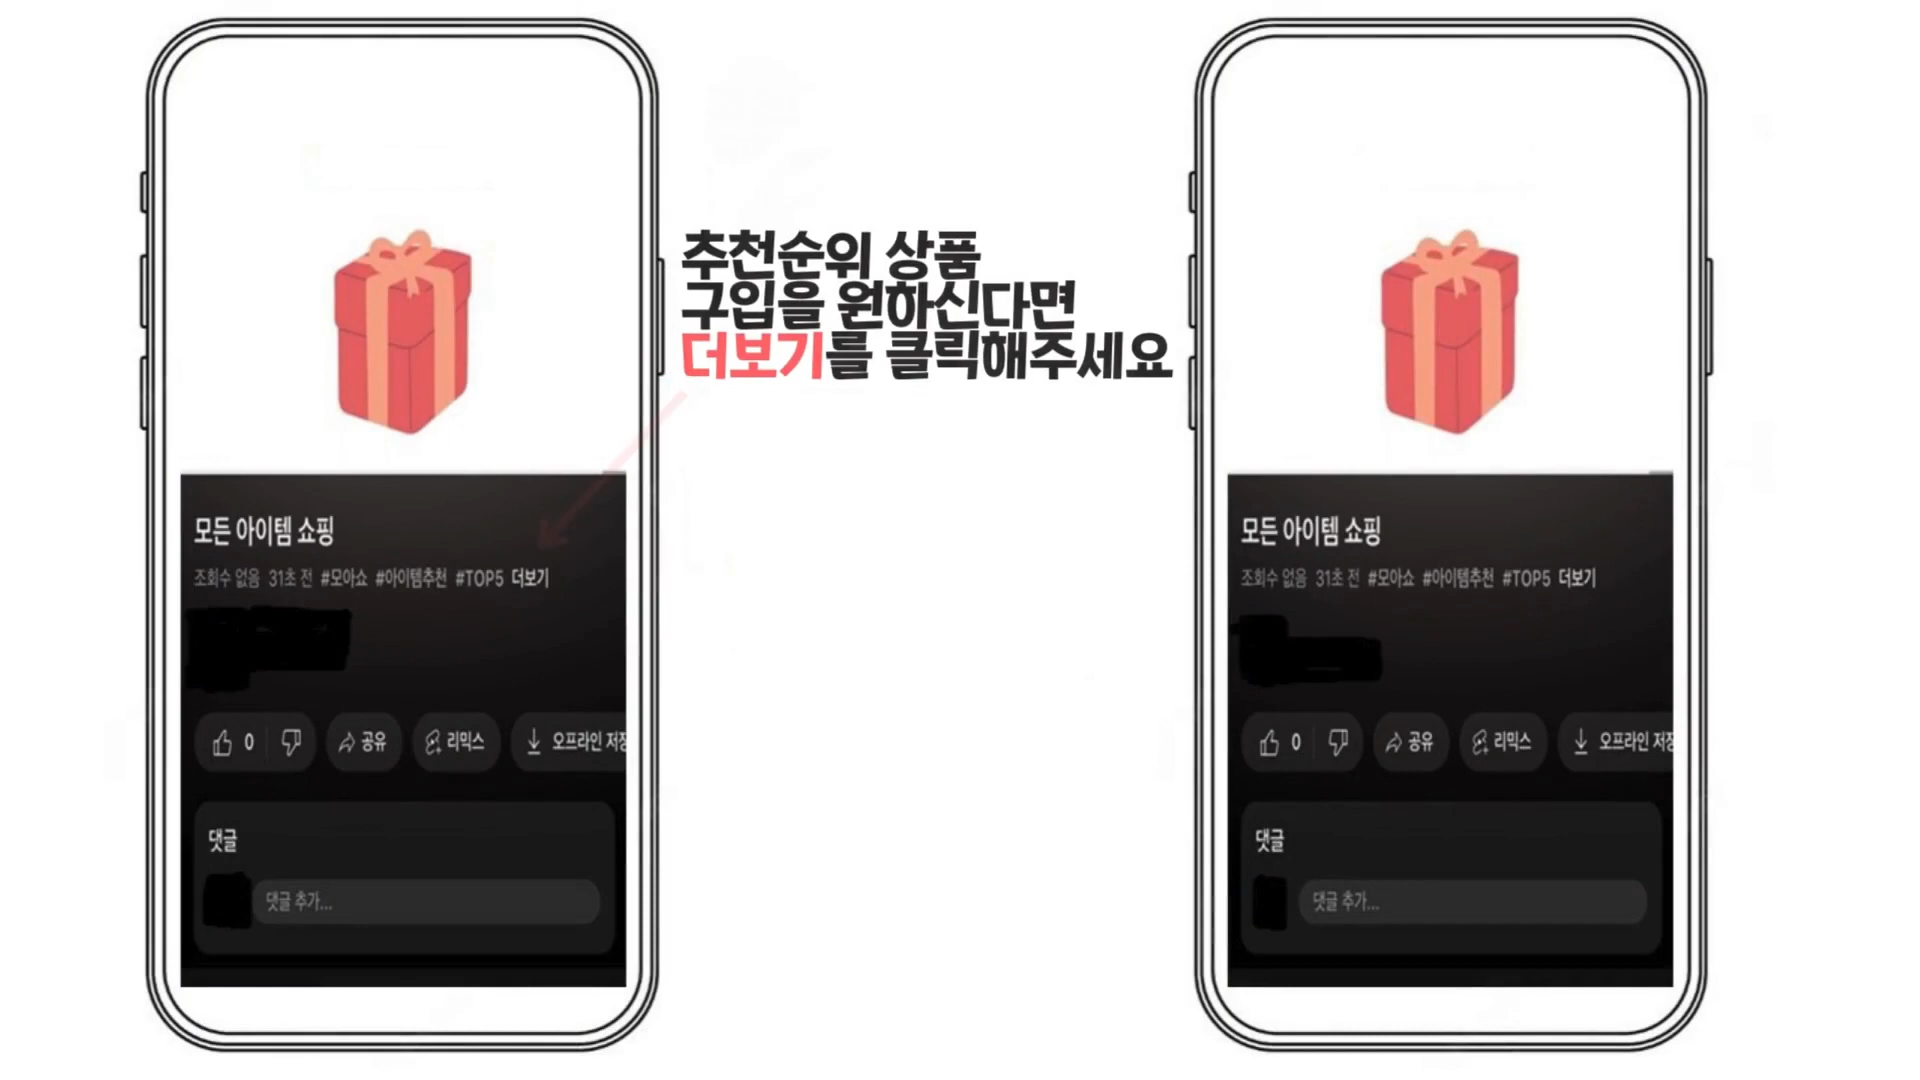 추천순위 상품
구입을 원하신다면
더보기를 클릭해주세요
모든 아이템 쇼핑
조회수 없음 31초 전 #모아쇼 #아이템추천 #TOP5 더보기
0 공유 리믹스 오프라인 저장
댓글
댓글 추가...
모든 아이템 쇼핑
조회수 없음 31초 전 #모아쇼 #아이템추천 #TOP5 더보기
0 공유 리믹스 오프라인 저장
댓글
댓글 추가...